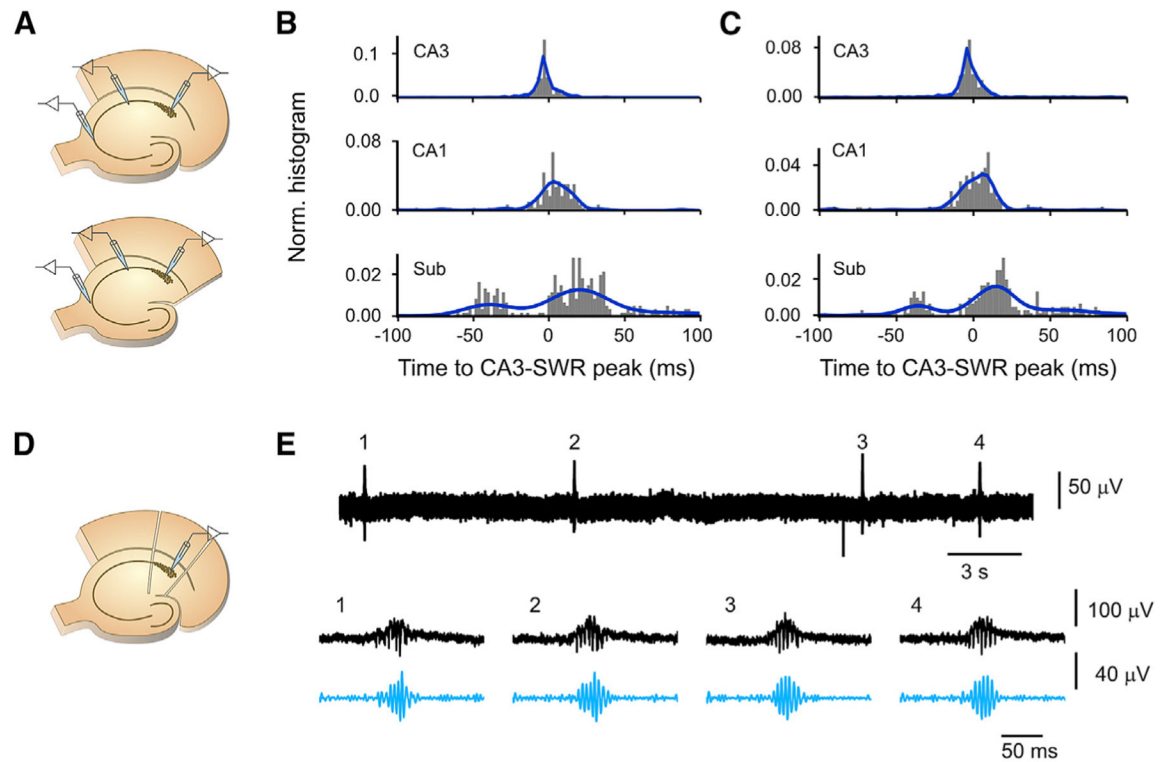 A
B
C
Norm. histogram
CA3
0.1
0.0
CA1
0.08
0.00
Sub
0.02
0.00
-100 -50 0 50 100
Time to CA3-SWR peak (ms)
CA3
0.08
0.00
CA1
0.04
0.00
Sub
0.02
0.00
-100 -50 0 50 100
Time to CA3-SWR peak (ms)
D
E
1 2 3 4
50 μV
3 s
1 2 3 4
100 μV
40 μV
50 ms